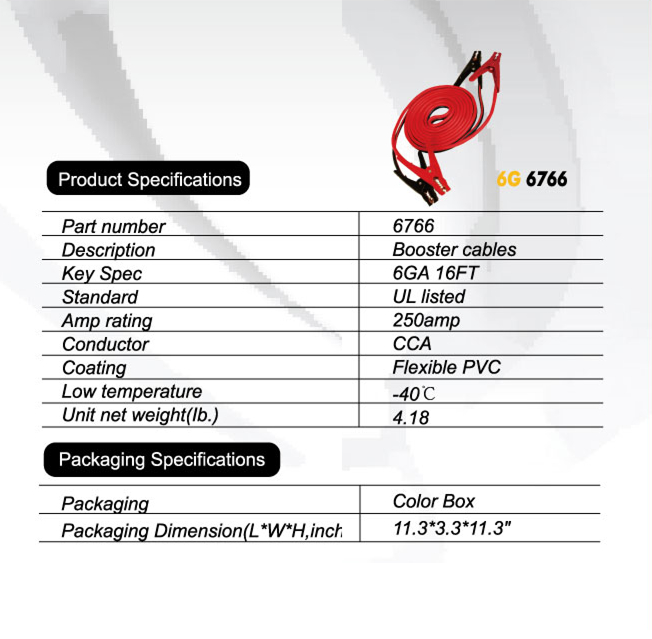 6G 6766
Product Specifications
Part number 6766
Description Booster cables
Key Spec 6GA 16FT
Standard UL listed
Amp rating 250amp
Conductor CCA
Coating Flexible PVC
Low temperature -40℃
Unit net weight(lb.) 4.18
Packaging Specifications
Packaging Color Box
Packaging Dimension(L*W*H,inch 11.3*3.3*11.3"